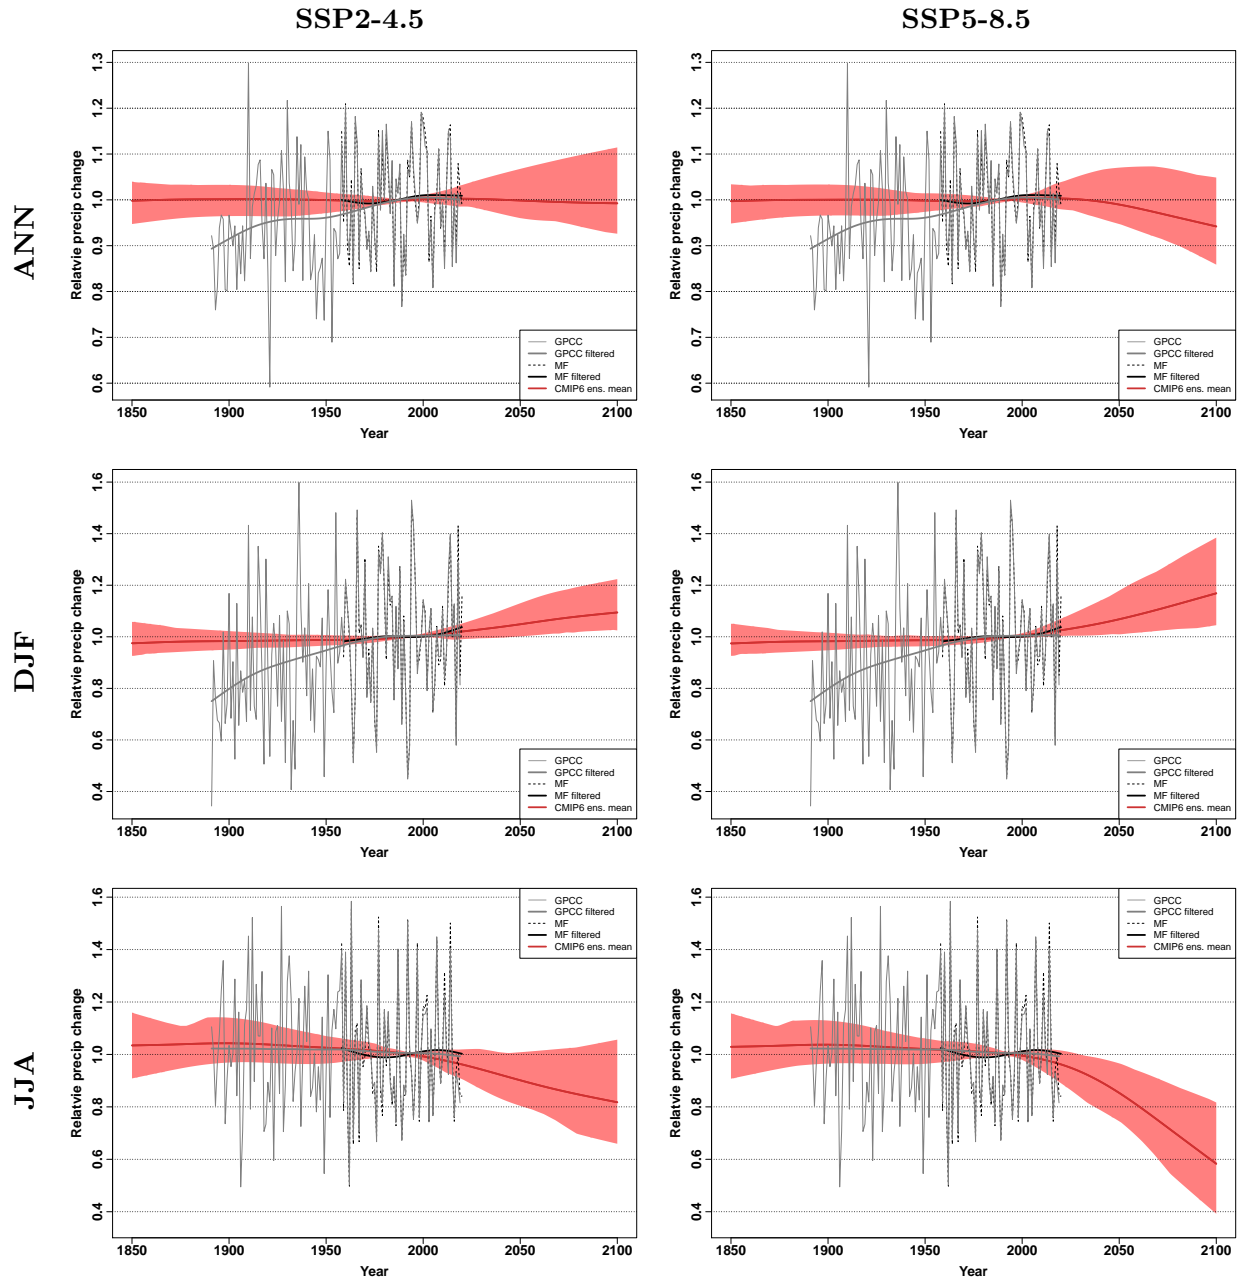 SSP2-4.5 SSP5-8.5
ANN
Relatvie precip change
1.3
1.2
1.1
1.0
0.9
0.8
0.7
0.6
GPCC
GPCC filtered
MF
MF filtered
CMIP6 ens. mean
1850 1900 1950 2000 2050 2100
Year
Relatvie precip change
1.3
1.2
1.1
1.0
0.9
0.8
0.7
0.6
GPCC
GPCC filtered
MF
MF filtered
CMIP6 ens. mean
1850 1900 1950 2000 2050 2100
Year
DJF
Relatvie precip change
1.6
1.4
1.2
1.0
0.8
0.6
0.4
GPCC
GPCC filtered
MF
MF filtered
CMIP6 ens. mean
1850 1900 1950 2000 2050 2100
Year
Relatvie precip change
1.6
1.4
1.2
1.0
0.8
0.6
0.4
GPCC
GPCC filtered
MF
MF filtered
CMIP6 ens. mean
1850 1900 1950 2000 2050 2100
Year
JJA
Relatvie precip change
1.6
1.4
1.2
1.0
0.8
0.6
0.4
GPCC
GPCC filtered
MF
MF filtered
CMIP6 ens. mean
1850 1900 1950 2000 2050 2100
Year
Relatvie precip change
1.6
1.4
1.2
1.0
0.8
0.6
0.4
GPCC
GPCC filtered
MF
MF filtered
CMIP6 ens. mean
1850 1900 1950 2000 2050 2100
Year